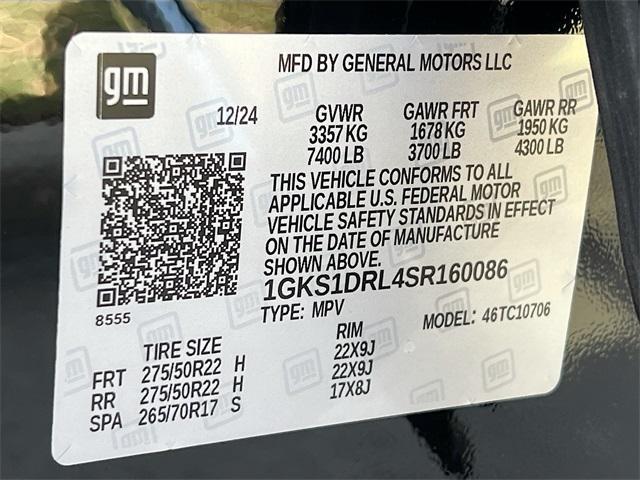 gm
MFD BY GENERAL MOTORS LLC
12/24
GVWR GAWR FRT GAWR RR
3357 KG 1678 KG 1950 KG
7400 LB 3700 LB 4300 LB
THIS VEHICLE CONFORMS TO ALL
APPLICABLE U.S. FEDERAL MOTOR
VEHICLE SAFETY STANDARDS IN EFFECT
ON THE DATE OF MANUFACTURE
SHOWN ABOVE.
1GKS1DRL4SR160086
8555
TYPE: MPV MODEL: 46TC10706
TIRE SIZE RIM
FRT 275/50R22 H 22X9J
RR 275/50R22 H 22X9J
SPA 265/70R17 S 17X8J